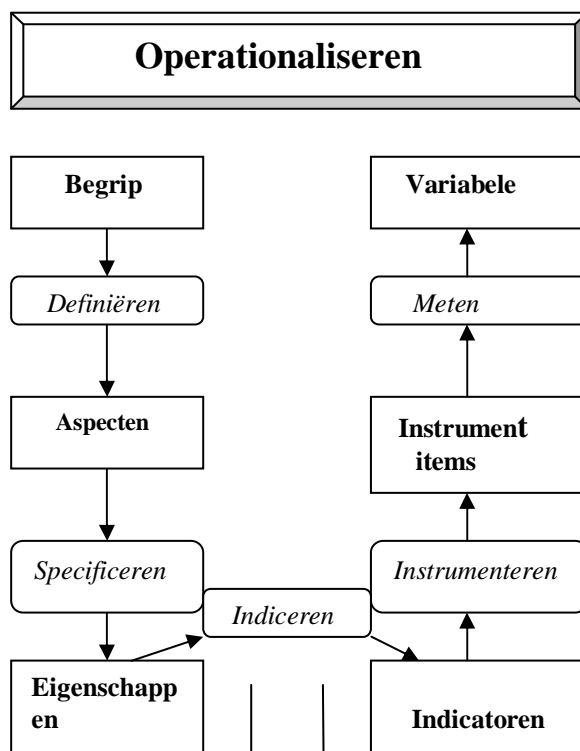 Operationaliseren
Begrip
Variabele
Definiëren
Meten
Aspecten
Instrument
items
Specificeren
Instrumenteren
Indiceren
Eigenschapp
en
Indicatoren